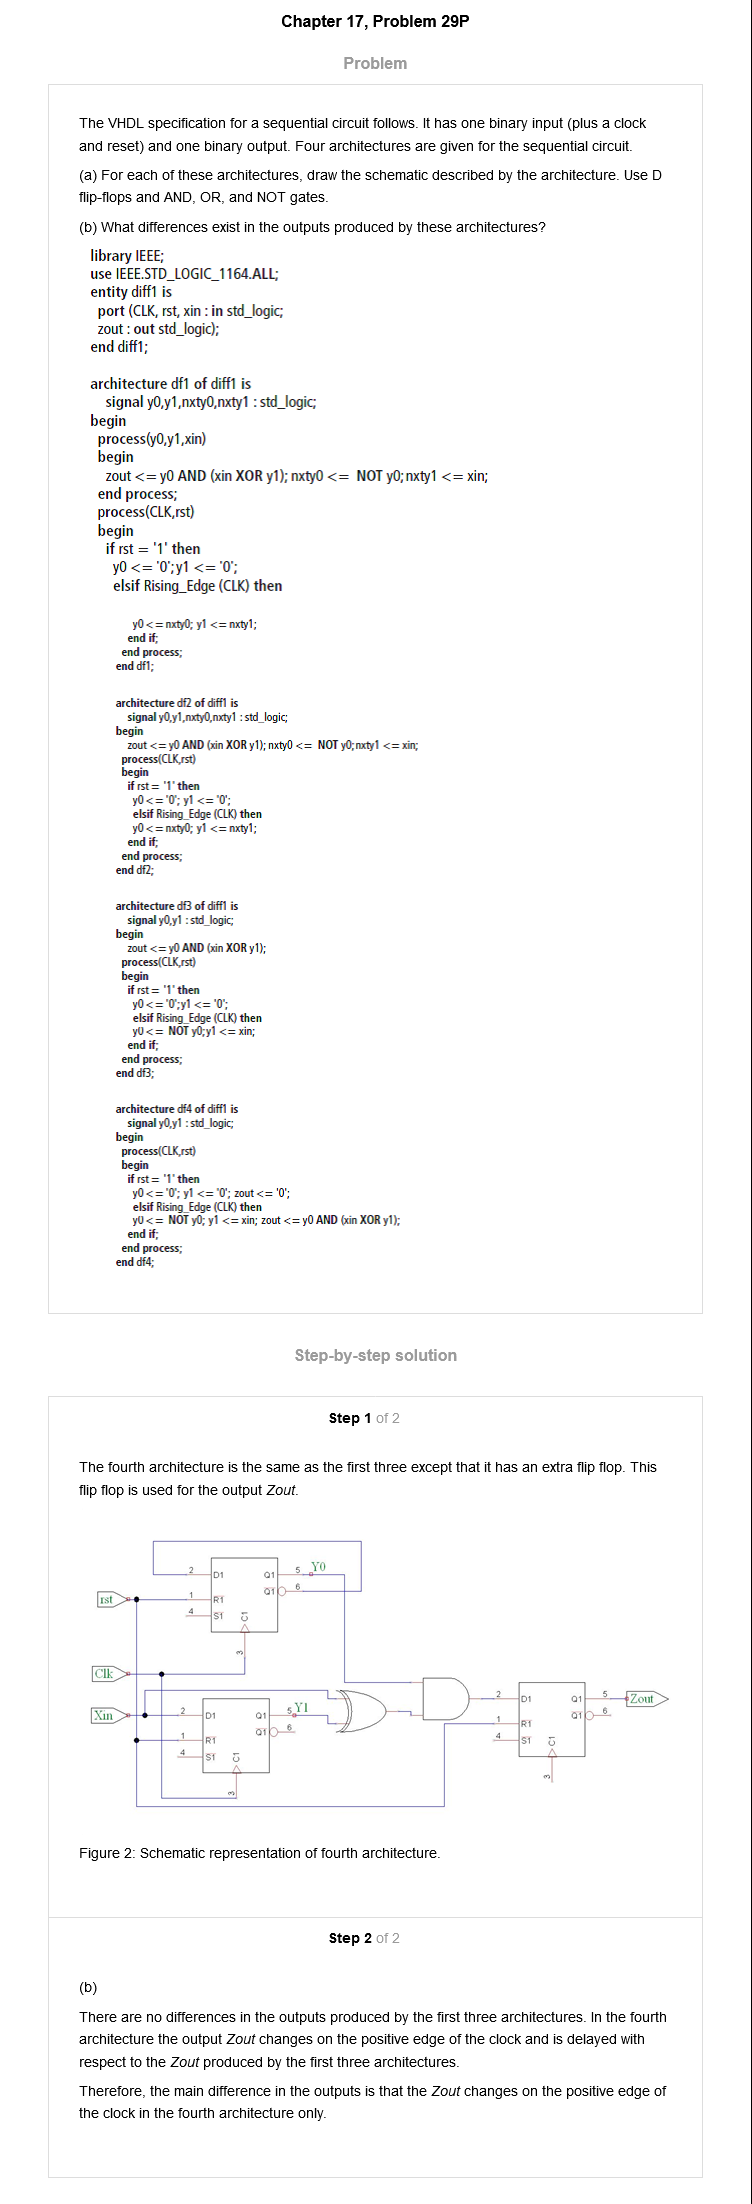 Chapter 17, Problem 29P
Problem
The VHDL specification for a sequential circuit follows. It has one binary input (plus a clock
and reset) and one binary output. Four architectures are given for the sequential circuit.
(a) For each of these architectures, draw the schematic described by the architecture. Use D
flip-flops and AND, OR, and NOT gates.
(b) What differences exist in the outputs produced by these architectures?
library IEEE;
use IEEE.STD_LOGIC_1164.ALL;
entity diff1 is
port (CLK, rst, xin : in std_logic;
zout : out std_logic);
end diff1;
architecture df1 of diff1 is
signal y0,y1,nxty0,nxty1 : std_logic;
begin
process(y0,y1,xin)
begin
zout <= y0 AND (xin XOR y1); nxty0 <= NOT y0; nxty1 <= xin;
end process;
process(CLK,rst)
begin
if rst = '1' then
y0 <= '0';y1 <= '0';
elsif Rising_Edge (CLK) then
y0 <= nxty0; y1 <= nxty1;
end if;
end process;
end df1;
architecture df2 of diff1 is
signal y0,y1,nxty0,nxty1 : std_logic;
begin
zout <= y0 AND (xin XOR y1); nxty0 <= NOT y0; nxty1 <= xin;
process(CLK,rst)
begin
if rst = '1' then
y0 <= '0'; y1 <= '0';
elsif Rising_Edge (CLK) then
y0 <= nxty0; y1 <= nxty1;
end if;
end process;
end df2;
architecture df3 of diff1 is
signal y0,y1 : std_logic;
begin
zout <= y0 AND (xin XOR y1);
process(CLK,rst)
begin
if rst = '1' then
y0 <= '0';y1 <= '0';
elsif Rising_Edge (CLK) then
y0 <= NOT y0;y1 <= xin;
end if;
end process;
end df3;
architecture df4 of diff1 is
signal y0,y1 : std_logic;
begin
process(CLK,rst)
begin
if rst = '1' then
y0 <= '0'; y1 <= '0'; zout <= '0';
elsif Rising_Edge (CLK) then
y0 <= NOT y0; y1 <= xin; zout <= y0 AND (xin XOR y1);
end if;
end process;
end df4;
Step-by-step solution
Step 1 of 2
The fourth architecture is the same as the first three except that it has an extra flip flop. This
flip flop is used for the output Zout.
2 D1 Q1 5 Y0
Q1 6
rst 1 R1
4 S1 C1
3
Clk
Xin 2 D1 Q1 5 Y1
Q1 6
1 R1
4 S1 C1
3
2 D1 Q1 5 Zout
Q1 6
1 R1
4 S1 C1
3
Figure 2: Schematic representation of fourth architecture.
Step 2 of 2
(b)
There are no differences in the outputs produced by the first three architectures. In the fourth
architecture the output Zout changes on the positive edge of the clock and is delayed with
respect to the Zout produced by the first three architectures.
Therefore, the main difference in the outputs is that the Zout changes on the positive edge of
the clock in the fourth architecture only.